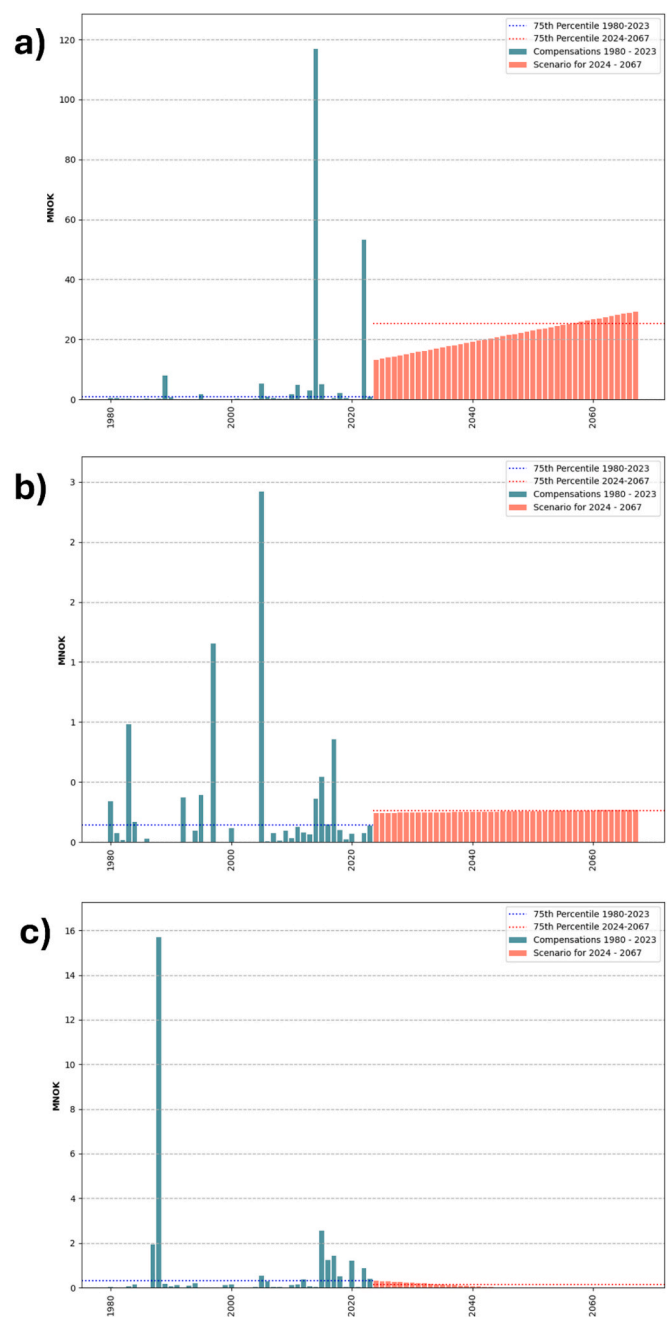 a)
75th Percentile 1980-2023
75th Percentile 2024-2067
Compensations 1980 - 2023
Scenario for 2024 - 2067
120
100
80
60
40
20
0
MNOK
1980
2000
2020
2040
2060
b)
75th Percentile 1980-2023
75th Percentile 2024-2067
Compensations 1980 - 2023
Scenario for 2024 - 2067
3
2
2
1
1
0
0
MNOK
1980
2000
2020
2040
2060
c)
75th Percentile 1980-2023
75th Percentile 2024-2067
Compensations 1980 - 2023
Scenario for 2024 - 2067
16
14
12
10
8
6
4
2
0
MNOK
1980
2000
2020
2040
2060